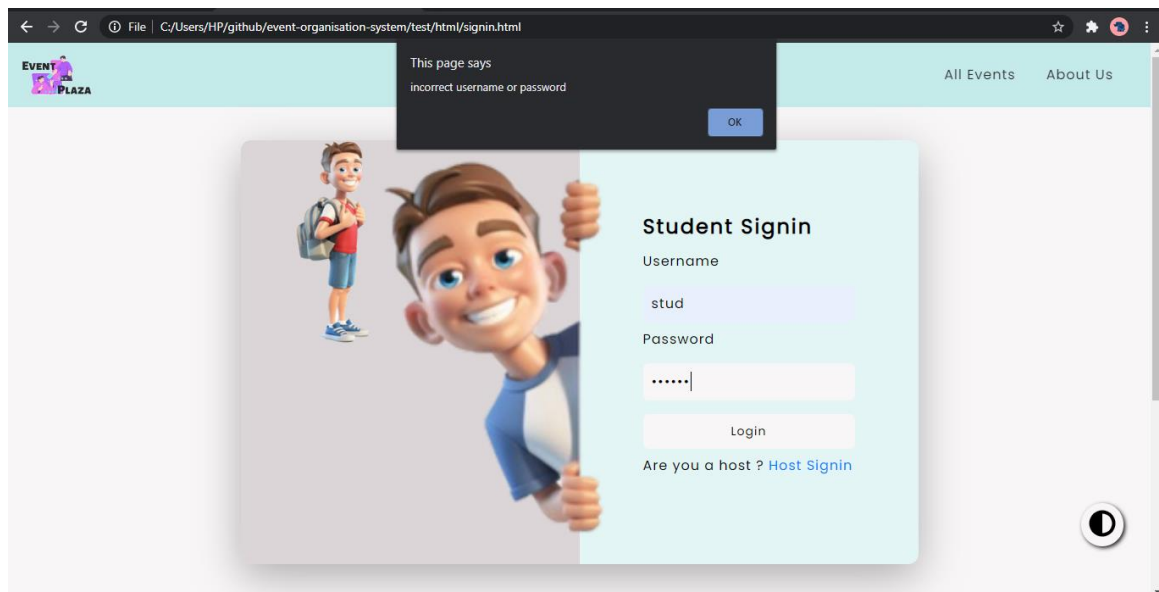 File | C:/Users/HP/github/event-organisation-system/test/html/signin.html
EVENT
PLAZA
This page says
incorrect username or password
OK
All Events About Us
Student Signin
Username
stud
Password
••••••
Login
Are you a host ? Host Signin